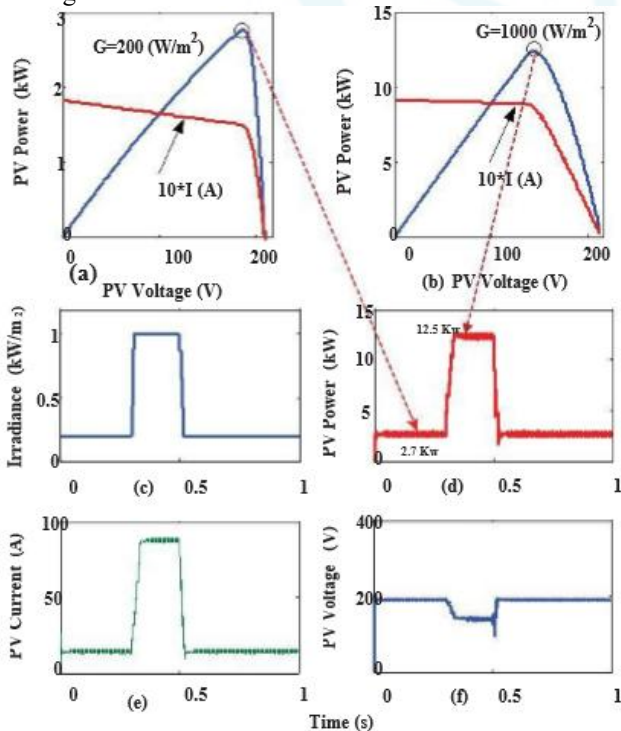 G=200 (W/m2)
3
2
1
0
PV Power (kW)
10*I (A)
0 100 200
(a)
PV Voltage (V)
G=1000 (W/m2)
15
10
5
0
PV Power (kW)
10*I (A)
0 100 200
(b) PV Voltage (V)
1
0.5
0
Irradiance (kW/m 2)
0 (c) 0.5 1
15
10
5
0
PV Power (kW)
12.5 Kw
2.7 Kw
0 (d) 0.5 1
100
50
0
PV Current (A)
0 (e) 0.5 1
400
200
0
PV Voltage (V)
0 (f) 0.5 1
Time (s)